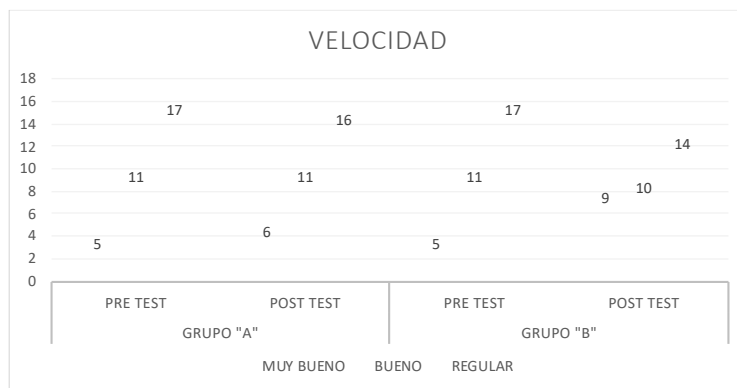 VELOCIDAD
18
16
14
12
10
8
6
4
2
0
5
11
17
6
11
16
5
11
17
9
10
14
PRE TEST
POST TEST
PRE TEST
POST TEST
GRUPO "A"
GRUPO "B"
MUY BUENO BUENO REGULAR